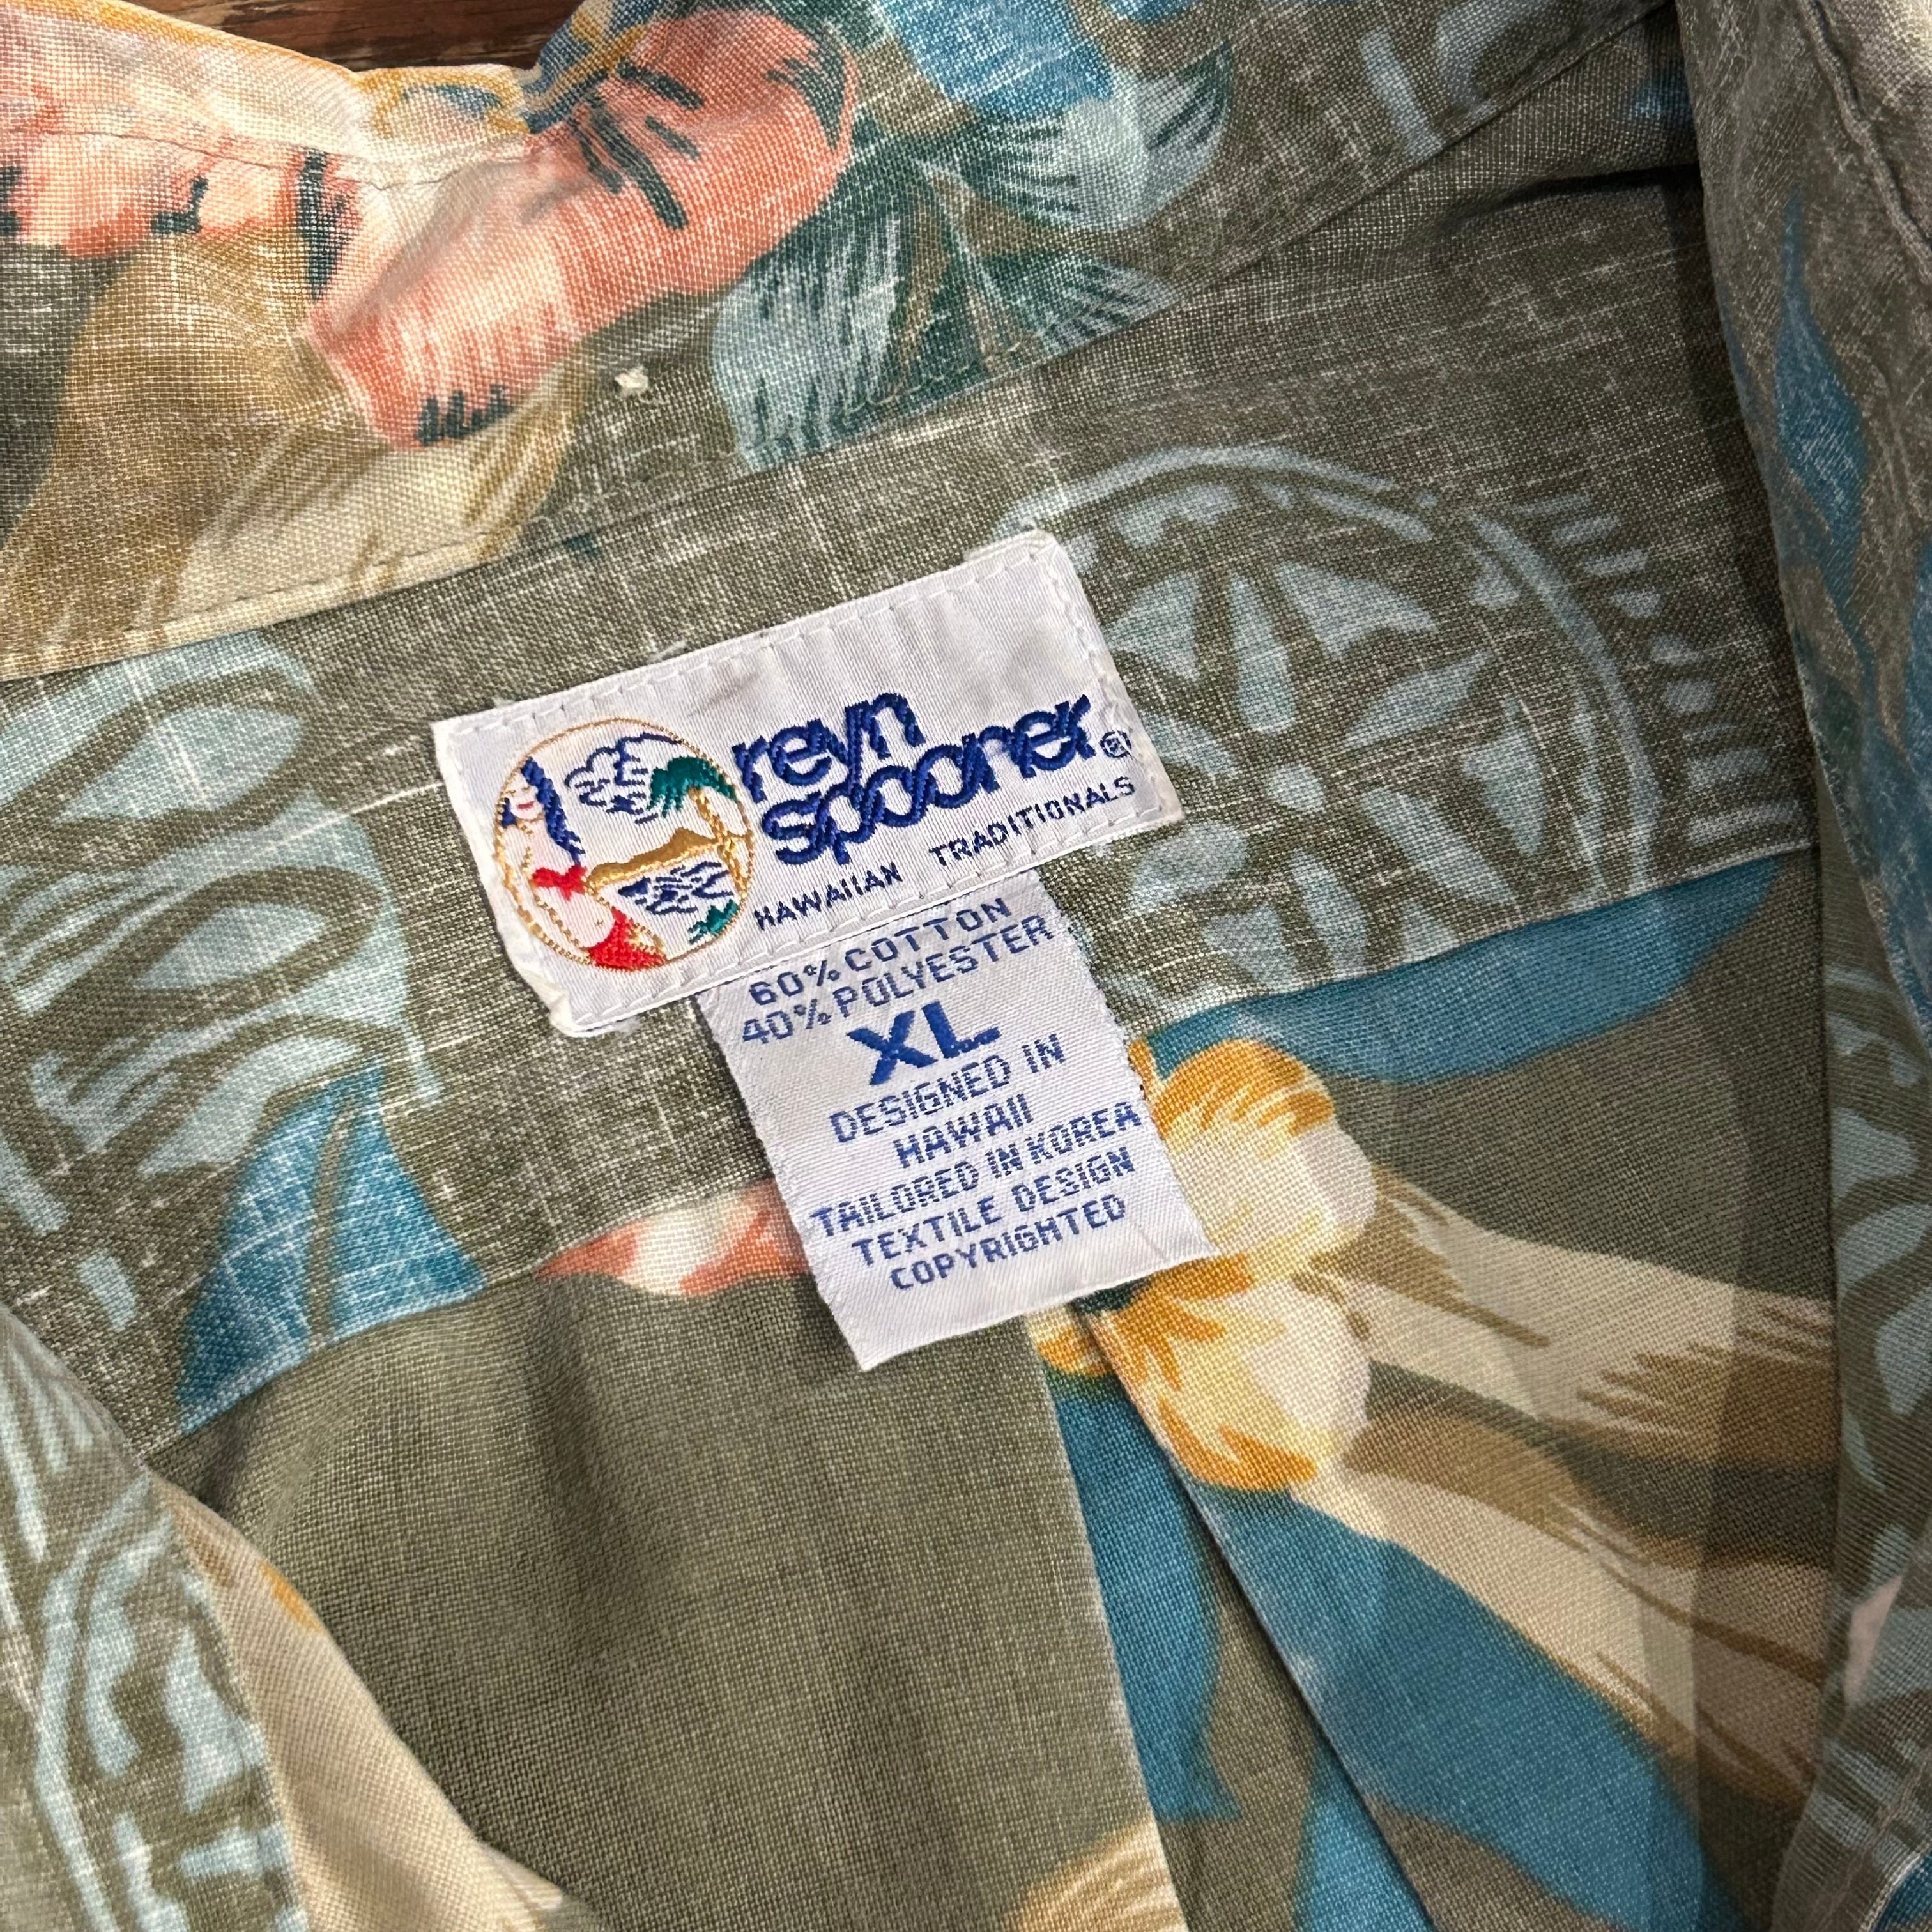 reyn
spooner®
HAWAIIAN TRADITIONALS
60% COTTON
40% POLYESTER
XL
DESIGNED IN
HAWAII
TAILORED IN KOREA
TEXTILE DESIGN
COPYRIGHTED